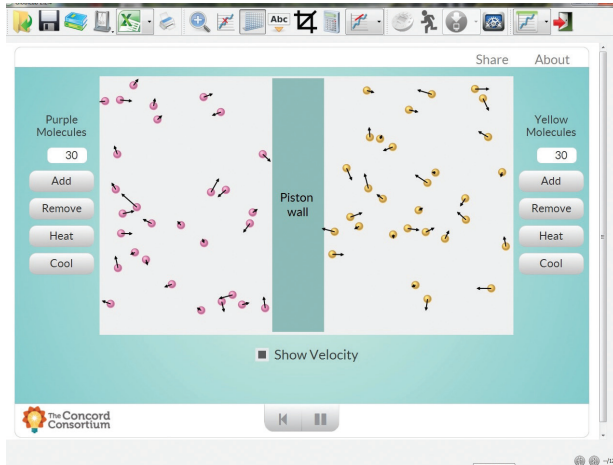 Abc
Share About
Purple
Molecules
30
Add
Remove
Heat
Cool
Piston
wall
Yellow
Molecules
30
Add
Remove
Heat
Cool
Show Velocity
The Concord
Consortium